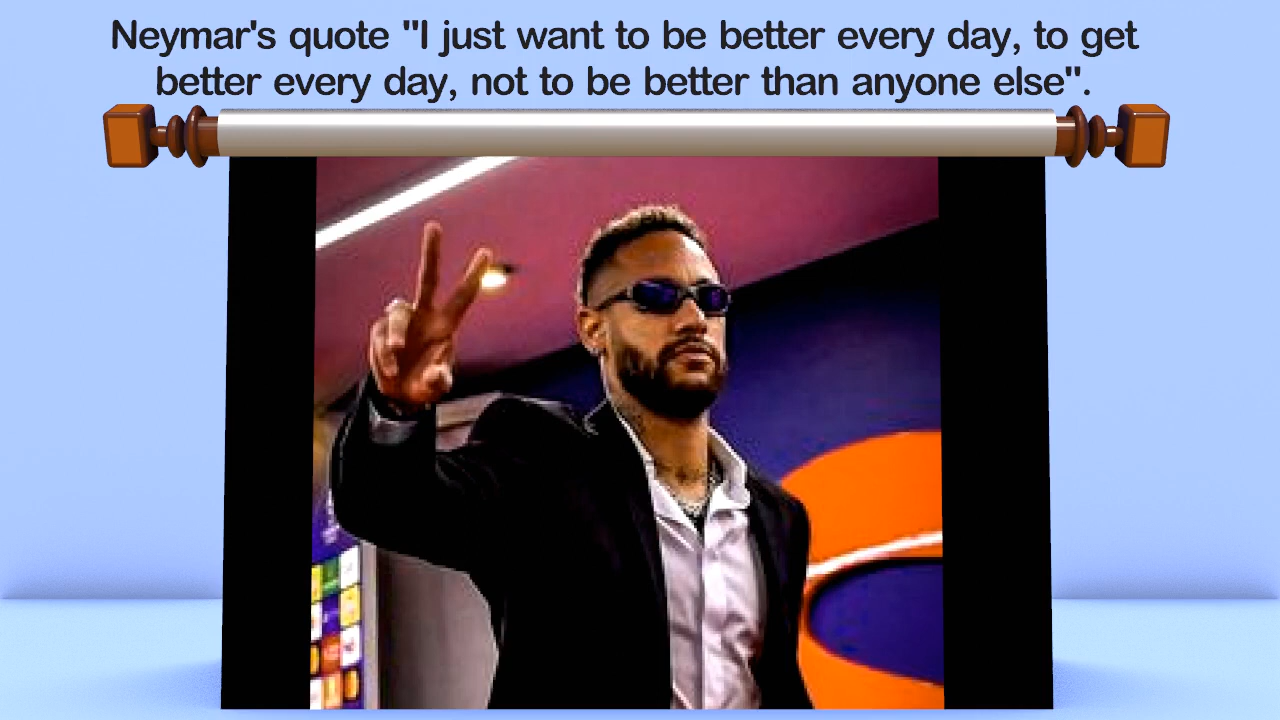 Neymar's quote "I just want to be better every day, to get
better every day, not to be better than anyone else".